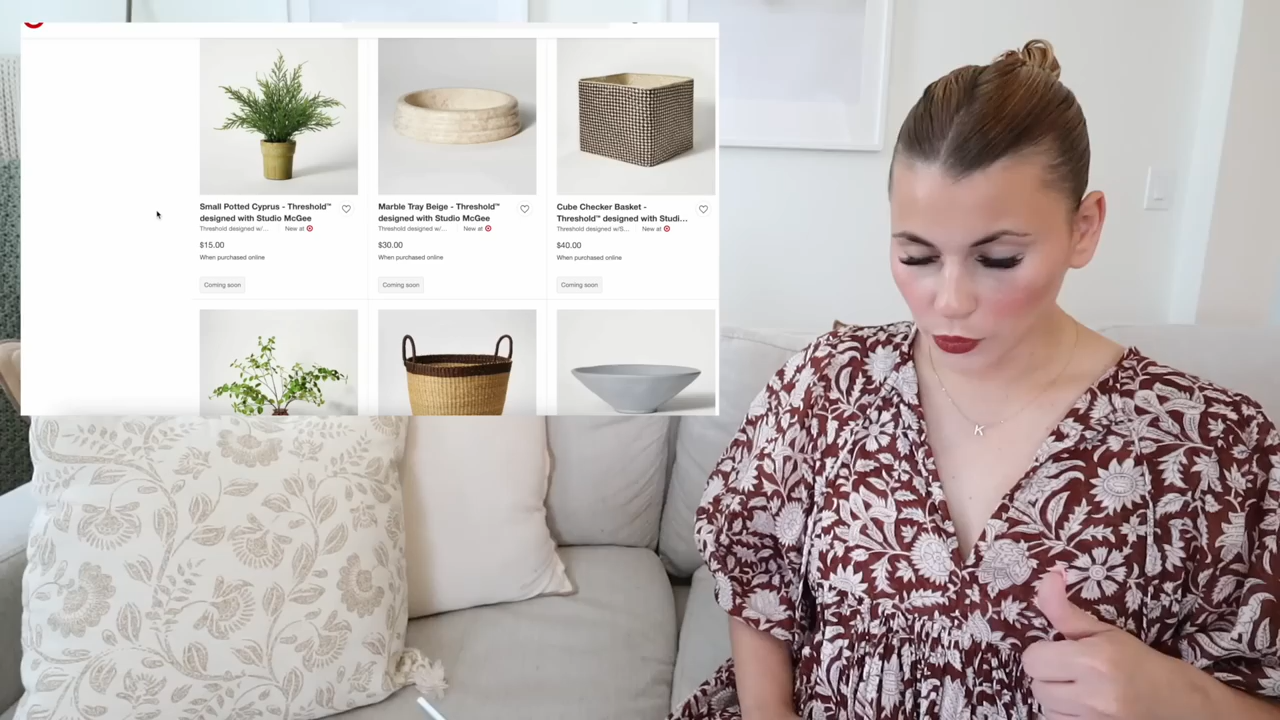 Small Potted Cyprus - Threshold™
designed with Studio McGee
Threshold designed w/...
New at
$15.00
When purchased online
Coming soon
Marble Tray Beige - Threshold™
designed with Studio McGee
Threshold designed w/...
New at
$30.00
When purchased online
Coming soon
Cube Checker Basket -
Threshold™ designed with Studi...
Threshold designed w/S...
New at
$40.00
When purchased online
Coming soon
K